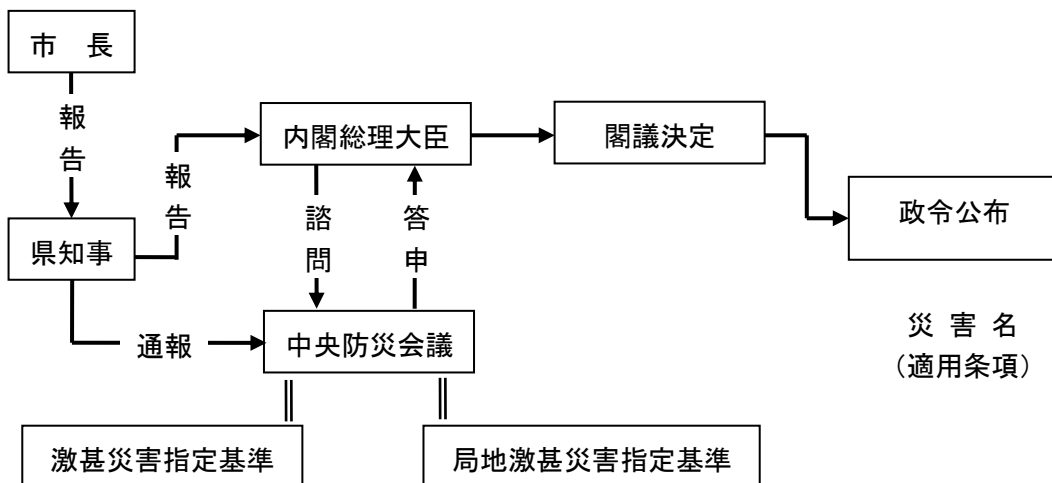 市 長
報告
内閣総理大臣
閣議決定
報告
政令公布
諮問
答申
県知事
通報
中央防災会議
災 害 名
（適用条項）
激甚災害指定基準
局地激甚災害指定基準